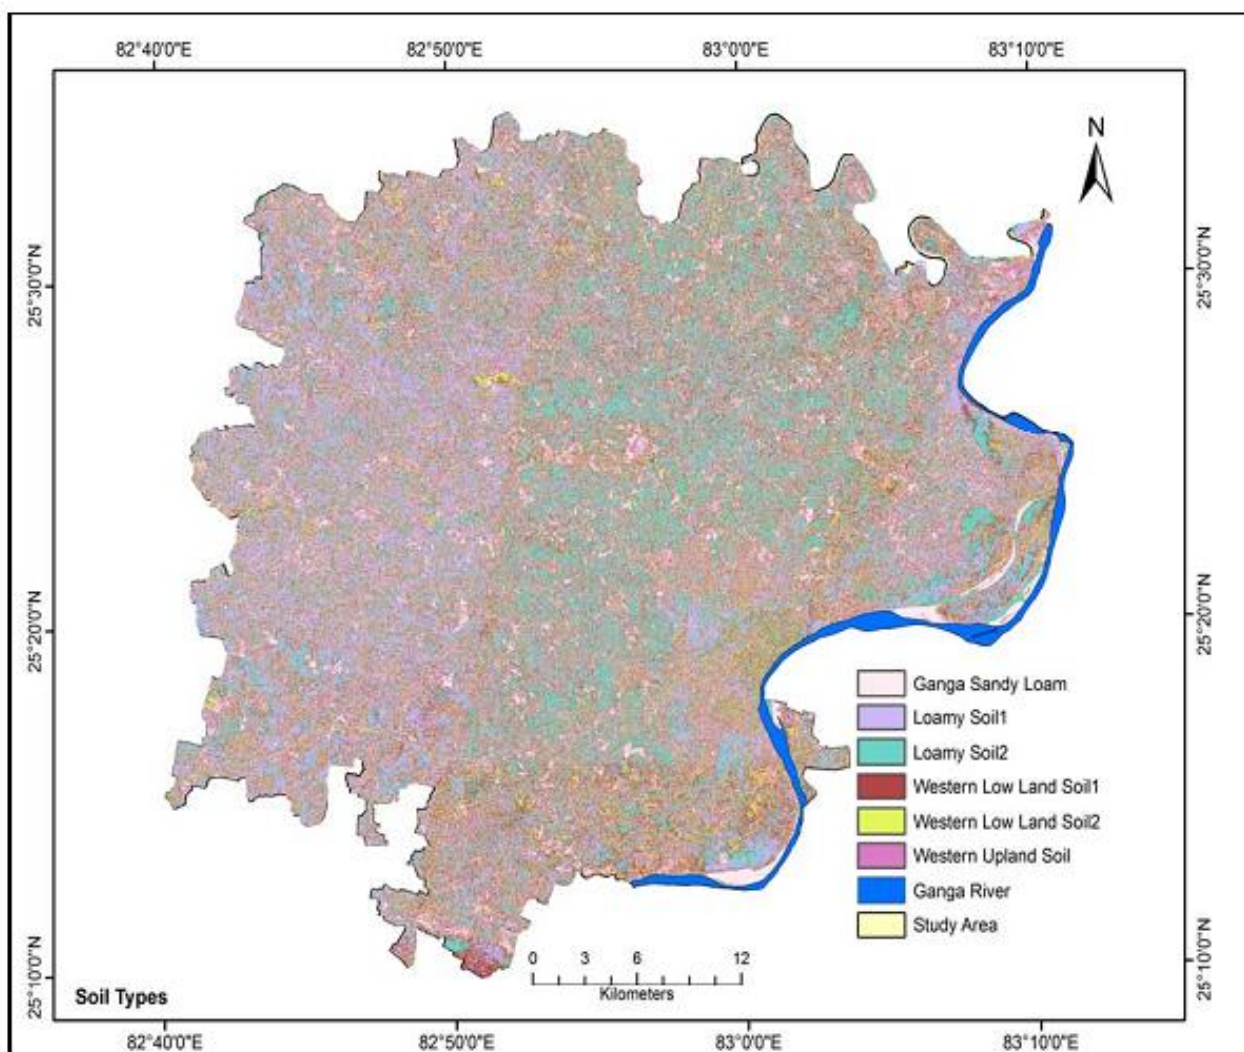 82°40'0"E 82°50'0"E 83°0'0"E 83°10'0"E
N
25°30'0"N
25°30'0"N
25°20'0"N
25°20'0"N
Ganga Sandy Loam
Loamy Soil1
Loamy Soil2
Western Low Land Soil1
Western Low Land Soil2
Western Upland Soil
Ganga River
Study Area
25°10'0"N
25°10'0"N
0 3 6 12
Kilometers
Soil Types
82°40'0"E 82°50'0"E 83°0'0"E 83°10'0"E